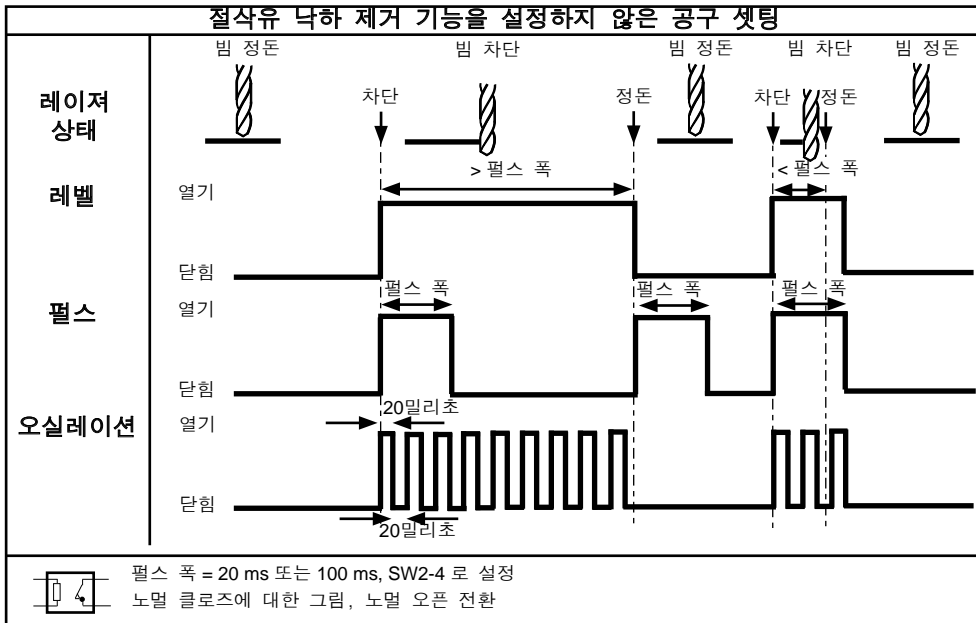 절삭유 낙하 제거 기능을 설정하지 않은 공구 셋팅
빔 정돈 빔 차단 빔 정돈 빔 차단 빔 정돈
레이져
상태
차단 정돈 차단 정돈
> 펄스 폭 < 펄스 폭
레벨 열기
닫힘
펄스 폭 펄스 폭 펄스 폭
펄스 열기
닫힘
20밀리초
오실레이션 열기
닫힘
20밀리초
펄스 폭 = 20 ms 또는 100 ms, SW2-4 로 설정
노멀 클로즈에 대한 그림, 노멀 오픈 전환